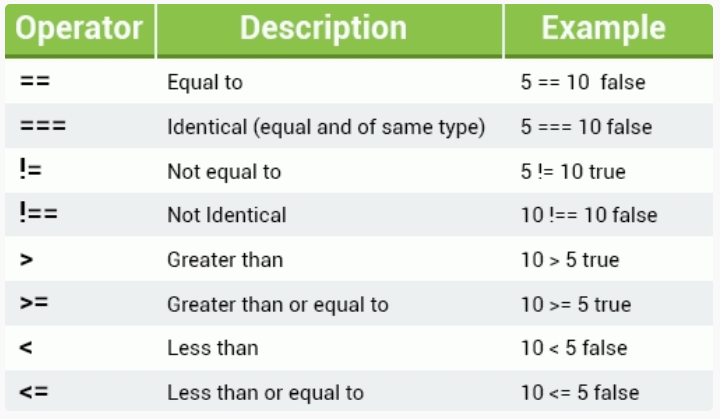 Operator Description Example
== Equal to 5 == 10 false
=== Identical (equal and of same type) 5 === 10 false
!= Not equal to 5 != 10 true
!== Not Identical 10 !== 10 false
> Greater than 10 > 5 true
>= Greater than or equal to 10 >= 5 true
< Less than 10 < 5 false
<= Less than or equal to 10 <= 5 false